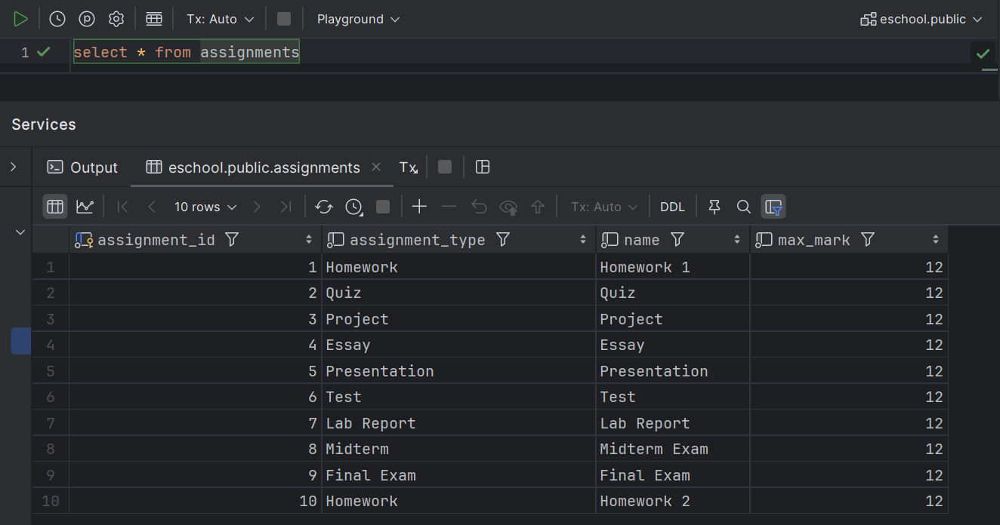 Tx: Auto Playground eschool.public
1 select * from assignments
Services
Output eschool.public.assignments Tx
10 rows Tx: Auto DDL
assignment_id assignment_type name max_mark
1 1 Homework Homework 1 12
2 2 Quiz Quiz 12
3 3 Project Project 12
4 4 Essay Essay 12
5 5 Presentation Presentation 12
6 6 Test Test 12
7 7 Lab Report Lab Report 12
8 8 Midterm Midterm Exam 12
9 9 Final Exam Final Exam 12
10 10 Homework Homework 2 12